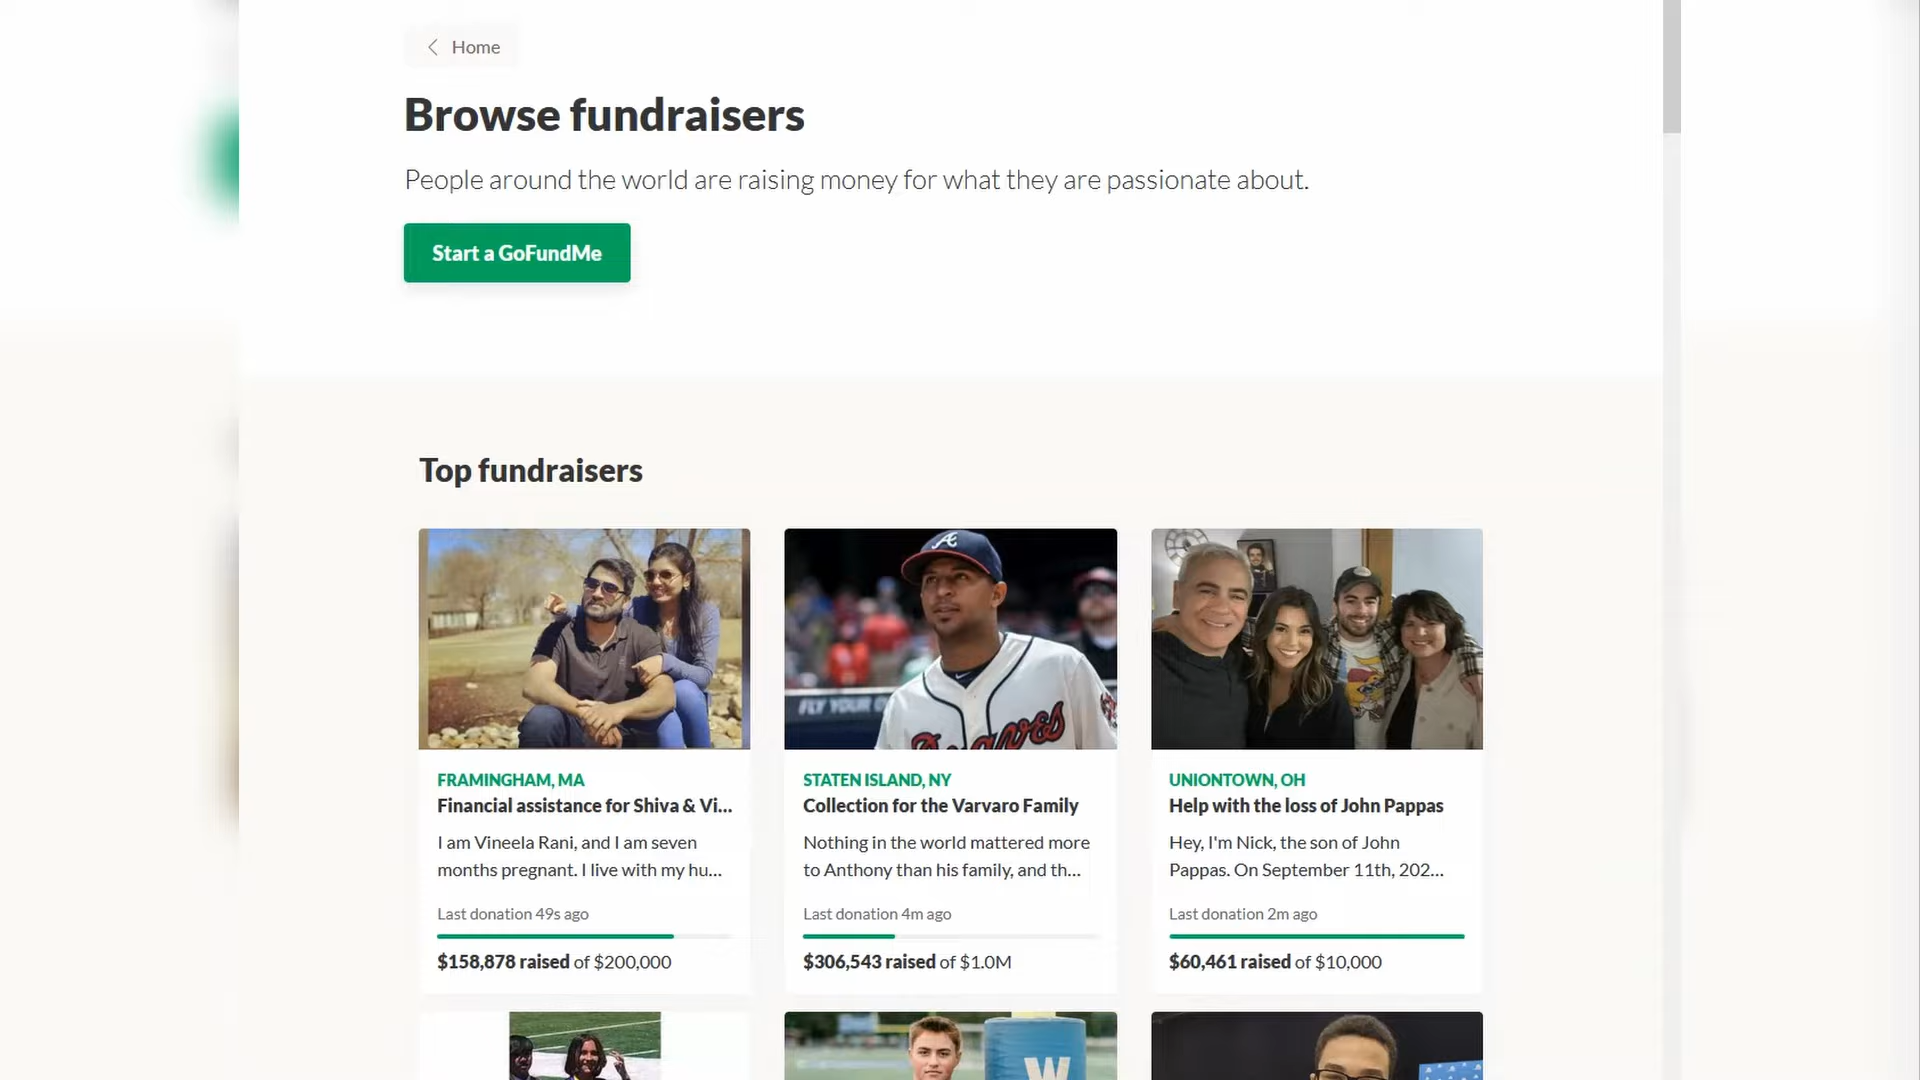 Home
Browse fundraisers
People around the world are raising money for what they are passionate about.
Start a GoFundMe
Top fundraisers
FRAMINGHAM, MA
Financial assistance for Shiva & Vi...
I am Vineela Rani, and I am seven
months pregnant. I live with my hu...
Last donation 49s ago
$158,878 raised of $200,000
A
FLY YOUR
Braves
STATEN ISLAND, NY
Collection for the Varvaro Family
Nothing in the world mattered more
to Anthony than his family, and th...
Last donation 4m ago
$306,543 raised of $1.0M
UNIONTOWN, OH
Help with the loss of John Pappas
Hey, I'm Nick, the son of John
Pappas. On September 11th, 202...
Last donation 2m ago
$60,461 raised of $10,000
W